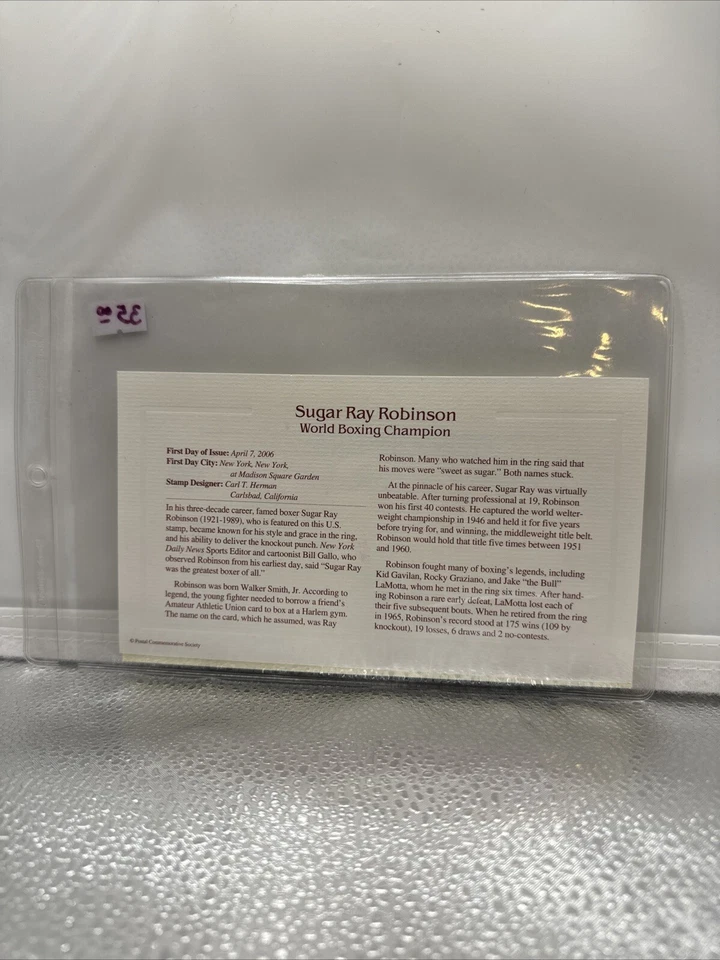 35.00
Sugar Ray Robinson
World Boxing Champion
First Day of Issue: April 7, 2006
First Day City: New York, New York,
at Madison Square Garden
Stamp Designer: Carl T. Herman
Carlsbad, California
In his three-decade career, famed boxer Sugar Ray
Robinson (1921-1989), who is featured on this U.S.
stamp, became known for his style and grace in the ring,
and his ability to deliver the knockout punch. New York
Daily News Sports Editor and cartoonist Bill Gallo, who
observed Robinson from his earliest day, said “Sugar Ray
was the greatest boxer of all.”
Robinson was born Walker Smith, Jr. According to
legend, the young fighter needed to borrow a friend’s
Amateur Athletic Union card to box at a Harlem gym.
The name on the card, which he assumed, was Ray
Robinson. Many who watched him in the ring said that
his moves were “sweet as sugar.” Both names stuck.
At the pinnacle of his career, Sugar Ray was virtually
unbeatable. After turning professional at 19, Robinson
won his first 40 contests. He captured the world welter-
weight championship in 1946 and held it for five years
before trying for, and winning, the middleweight title belt.
Robinson would hold that title five times between 1951
and 1960.
Robinson fought many of boxing’s legends, including
Kid Gavilan, Rocky Graziano, and Jake “the Bull”
LaMotta, whom he met in the ring six times. After hand-
ing Robinson a rare early defeat, LaMotta lost each of
their five subsequent bouts. When he retired from the ring
in 1965, Robinson’s record stood at 175 wins (109 by
knockout), 19 losses, 6 draws and 2 no-contests.
© Postal Commemorative Society